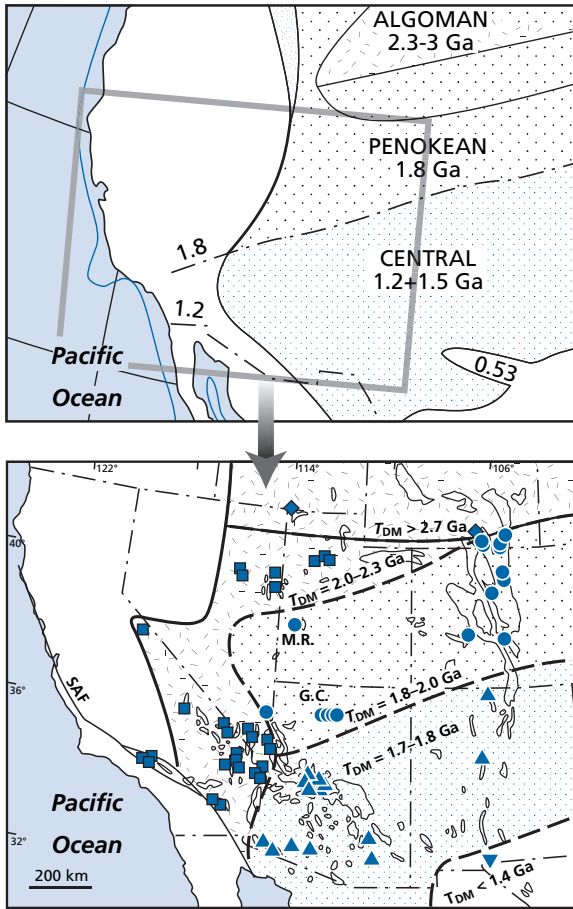 ALGOMAN
2.3-3 Ga
PENOKEAN
1.8 Ga
CENTRAL
1.2+1.5 Ga
1.8
1.2
0.53
Pacific
Ocean
122°
114°
106°
40°
36°
32°
TDM > 2.7 Ga
TDM = 2.0–2.3 Ga
M.R.
G.C.
TDM = 1.8–2.0 Ga
TDM = 1.7–1.8 Ga
SAF
Pacific
Ocean
TDM < 1.4 Ga
200 km